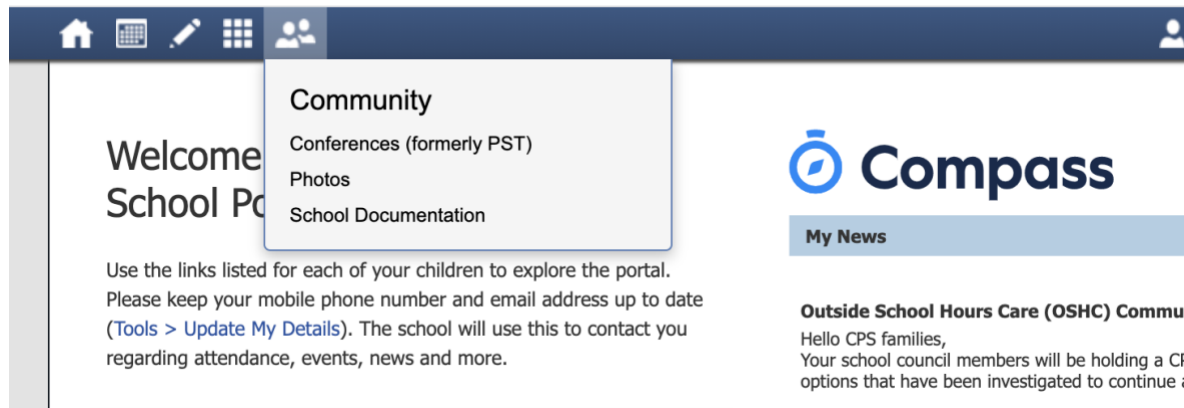 Community
Conferences (formerly PST)
Photos
School Documentation
Welcome
School
Use the links listed for each of your children to explore the portal.
Please keep your mobile phone number and email address up to date
(Tools > Update My Details). The school will use this to contact you
regarding attendance, events, news and more.
Compass
My News
Outside School Hours Care (OSHC)
Hello CPS families,
Your school council members will be holding a
options that have been investigated to continue